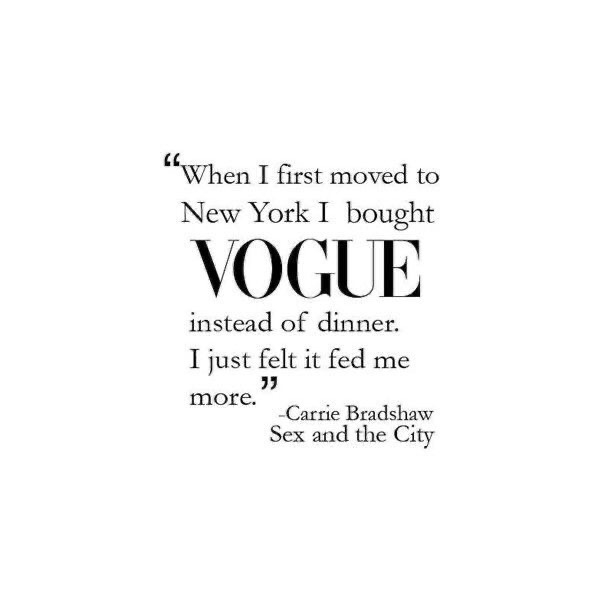 “When I first moved to
New York I bought
VOGUE
instead of dinner.
I just felt it fed me
more.”
-Carrie Bradshaw
Sex and the City